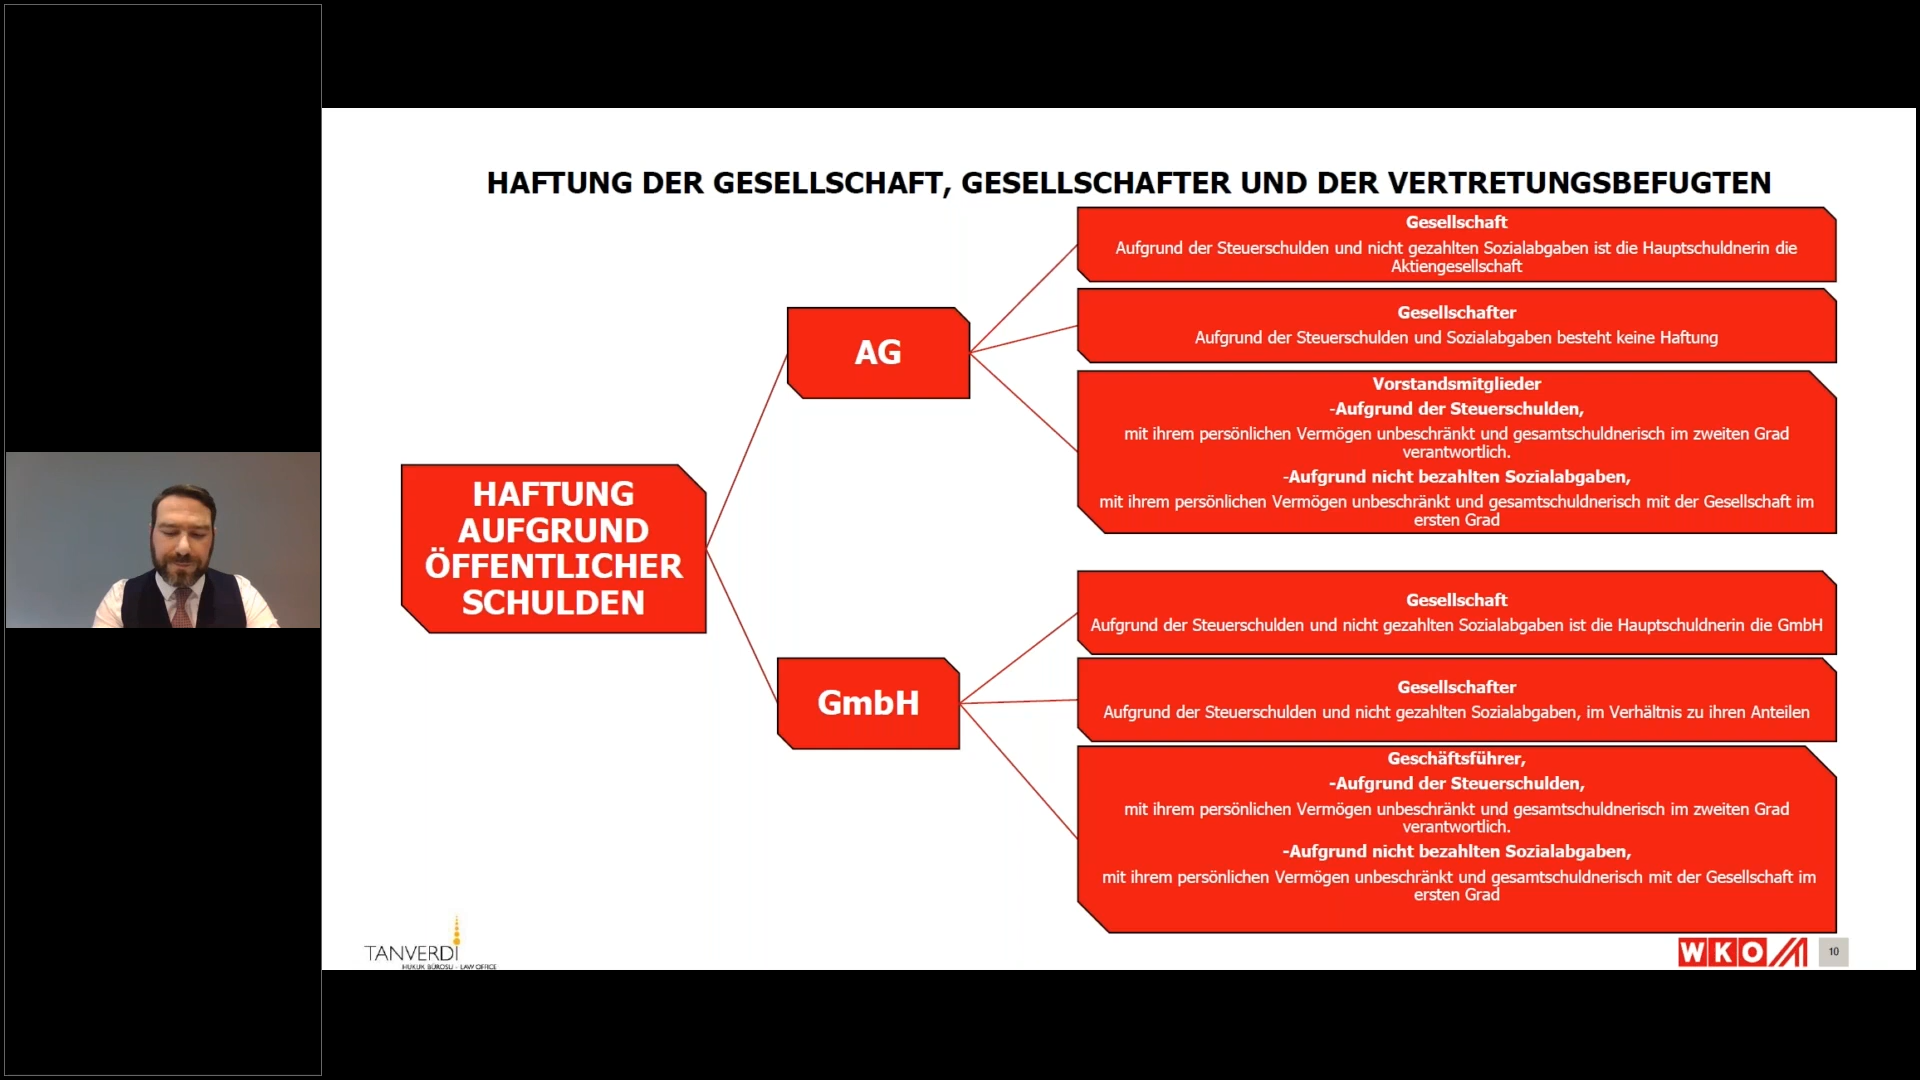 HAFTUNG DER GESELLSCHAFT, GESELLSCHAFTER UND DER VERTRETUNGSBEFUGTEN
HAFTUNG
AUFGRUND
ÖFFENTLICHER
SCHULDEN
AG
Gesellschaft
Aufgrund der Steuerschulden und nicht gezahlten Sozialabgaben ist die Hauptschuldnerin die
Aktiengesellschaft
Gesellschafter
Aufgrund der Steuerschulden und Sozialabgaben besteht keine Haftung
Vorstandsmitglieder
-Aufgrund der Steuerschulden,
mit ihrem persönlichen Vermögen unbeschränkt und gesamtschuldnerisch im zweiten Grad
verantwortlich.
-Aufgrund nicht bezahlten Sozialabgaben,
mit ihrem persönlichen Vermögen unbeschränkt und gesamtschuldnerisch mit der Gesellschaft im
ersten Grad
GmbH
Gesellschaft
Aufgrund der Steuerschulden und nicht gezahlten Sozialabgaben ist die Hauptschuldnerin die GmbH
Gesellschafter
Aufgrund der Steuerschulden und nicht gezahlten Sozialabgaben, im Verhältnis zu ihren Anteilen
Geschäftsführer,
-Aufgrund der Steuerschulden,
mit ihrem persönlichen Vermögen unbeschränkt und gesamtschuldnerisch im zweiten Grad
verantwortlich.
-Aufgrund nicht bezahlten Sozialabgaben,
mit ihrem persönlichen Vermögen unbeschränkt und gesamtschuldnerisch mit der Gesellschaft im
ersten Grad
TANVERDİ
HUKUK BÜROSU - LAW OFFICE
WKO
10